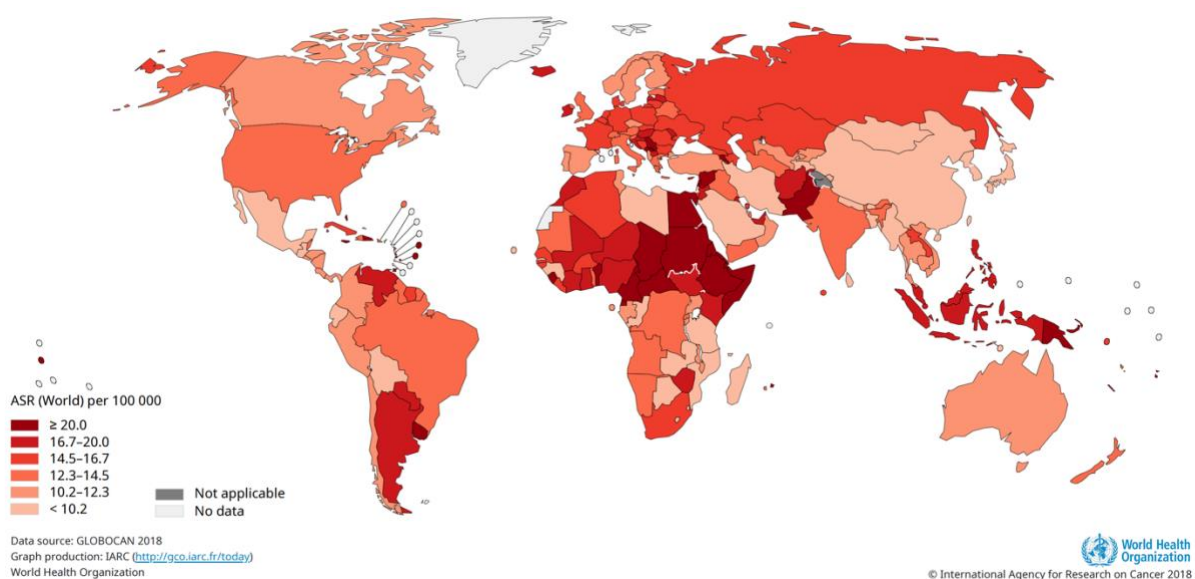 ASR (World) per 100 000
≥ 20.0
16.7–20.0
14.5–16.7
12.3–14.5
10.2–12.3
< 10.2
Not applicable
No data
Data source: GLOBOCAN 2018
Graph production: IARC (http://gco.iarc.fr/today)
World Health Organization
World Health
Organization
© International Agency for Research on Cancer 2018